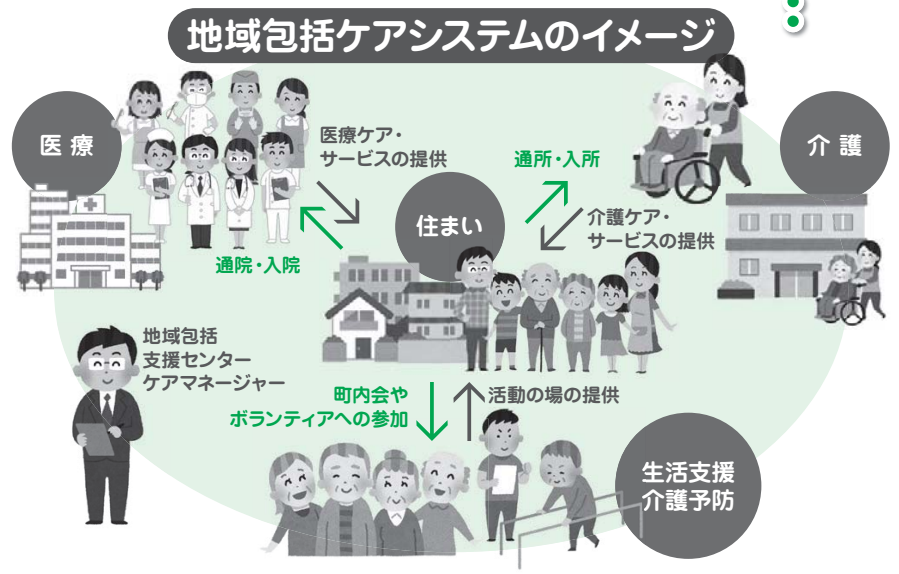 地域包括ケアシステムのイメージ
医療
医療ケア・
サービスの提供
通院・入院
住まい
通所・入所
介護ケア・
サービスの提供
介護
地域包括
支援センター
ケアマネージャー
町内会や
ボランティアへの参加
活動の場の提供
生活支援
介護予防